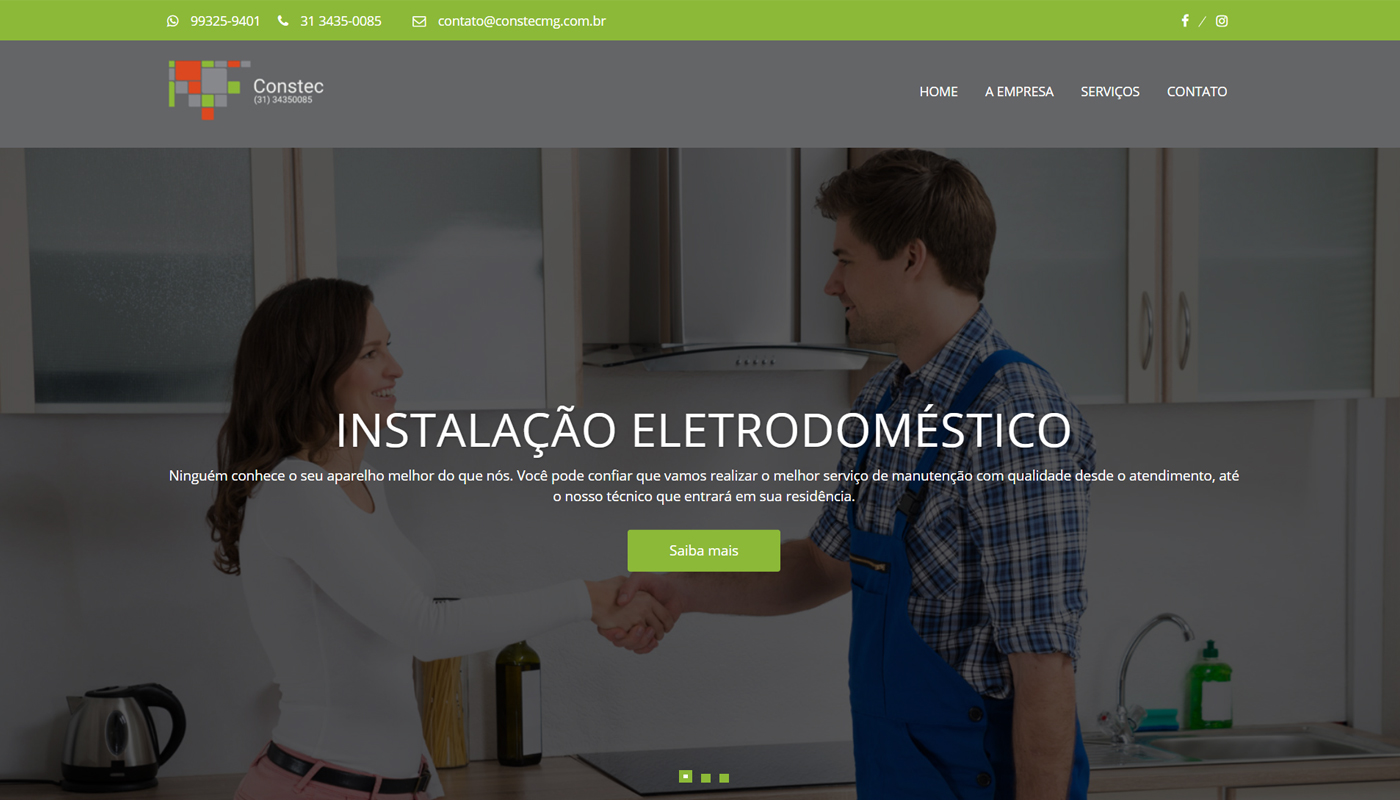 99325-9401 31 3435-0085 contato@constecmg.com.br
Constec
(31) 34350085
HOME A EMPRESA SERVIÇOS CONTATO
INSTALAÇÃO ELETRODOMÉSTICO
Ninguém conhece o seu aparelho melhor do que nós. Você pode confiar que vamos realizar o melhor serviço de manutenção com qualidade desde o atendimento, até
o nosso técnico que entrará em sua residência.
Saiba mais